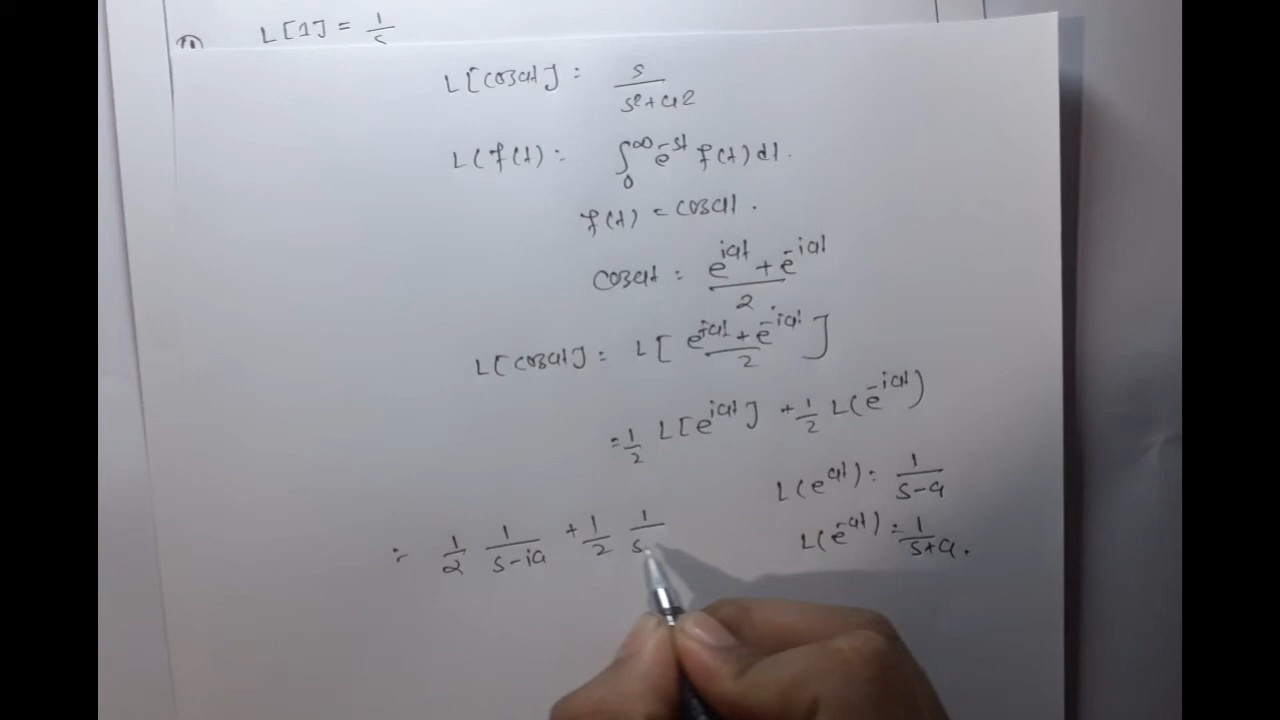 L[1] = 1/s
L[cosat] = s/(s²+a²)
L(f(t) = ∫₀^∞ e^-st f(t) dt.
f(t) = cosat.
cosat = (e^iat + e^-iat)/2
L[cosat] = L[(e^iat + e^-iat)/2]
= 1/2 L[e^iat] + 1/2 L(e^-iat)
L(e^at) = 1/(s-a)
L(e^-at) = 1/(s+a).
= 1/2 1/(s-ia) + 1/2 1/s